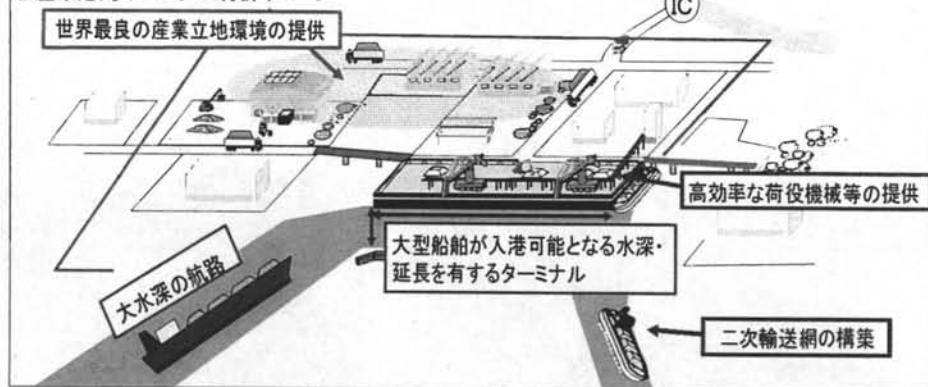 IC
世界最良の産業立地環境の提供
高効率な荷役機械等の提供
大型船舶が入港可能となる水深・
延長を有するターミナル
大水深の航路
二次輸送網の構築